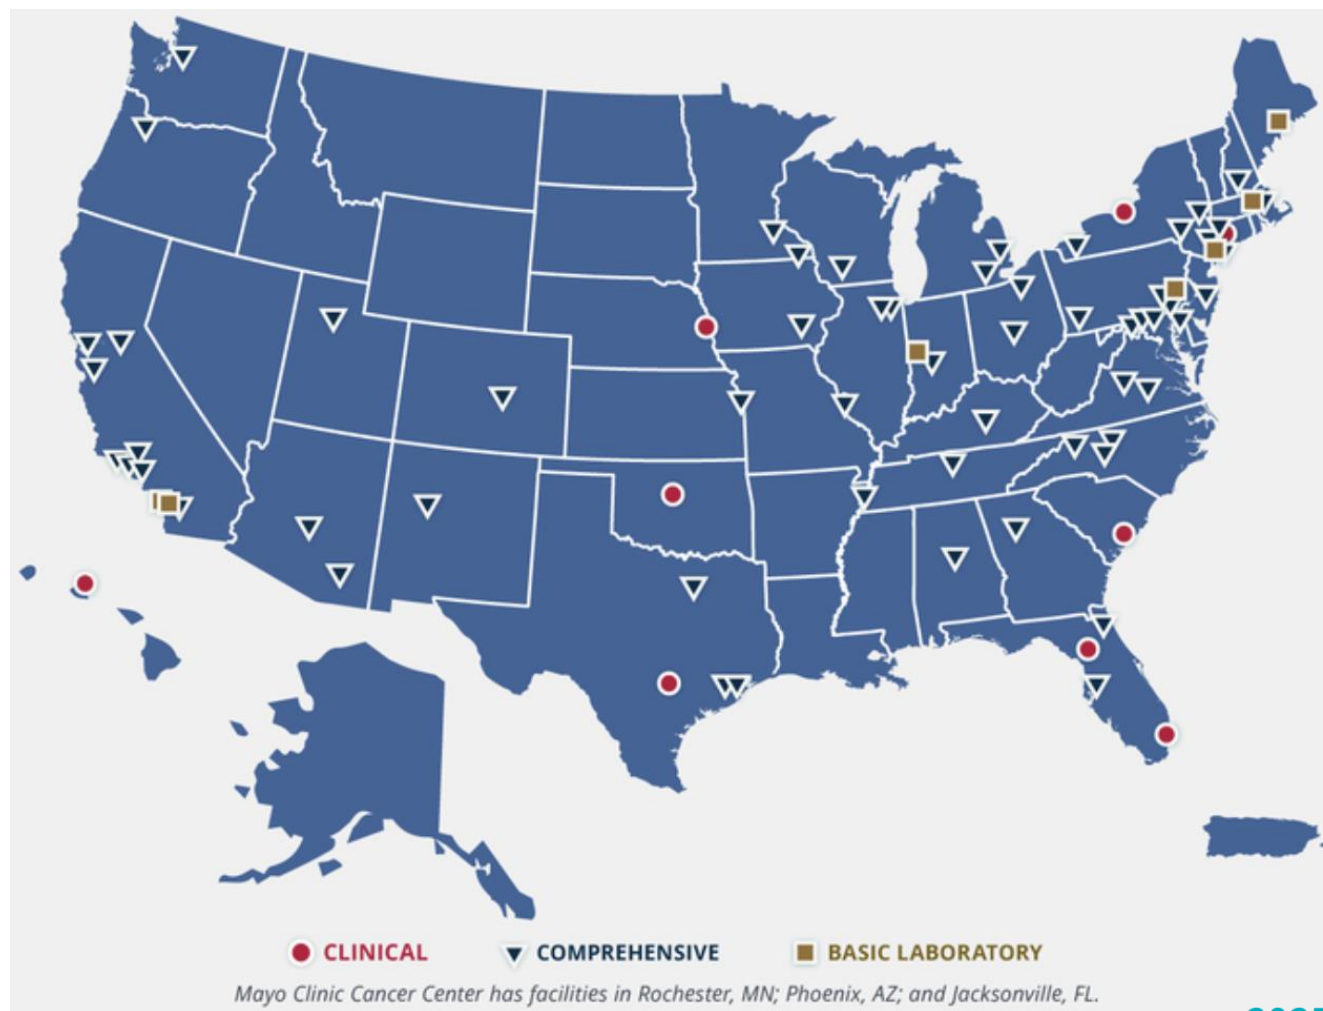 CLINICAL
COMPREHENSIVE
BASIC LABORATORY
Mayo Clinic Cancer Center has facilities in Rochester, MN; Phoenix, AZ; and Jacksonville, FL.